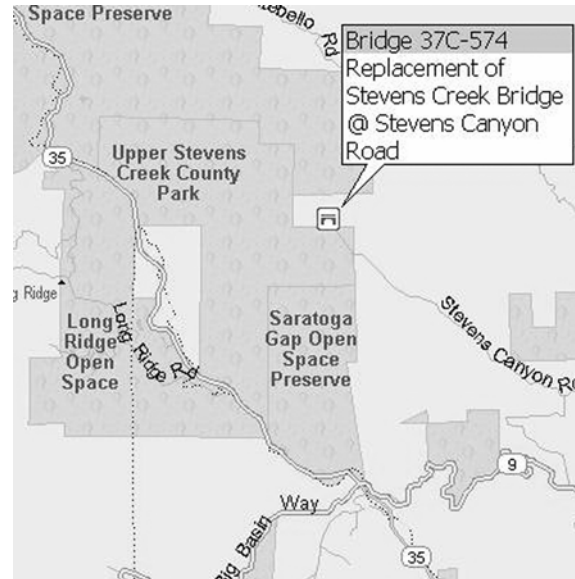 Space Preserve
Rd
Bridge 37C-574
Replacement of
Stevens Creek Bridge
@ Stevens Canyon
Road
35
Upper Stevens
Creek County
Park
Ridge
Long
Ridge
Open
Space
Long Ridge Rd
Saratoga
Gap Open
Space
Preserve
Stevens Canyon
9
Way
Basin
35